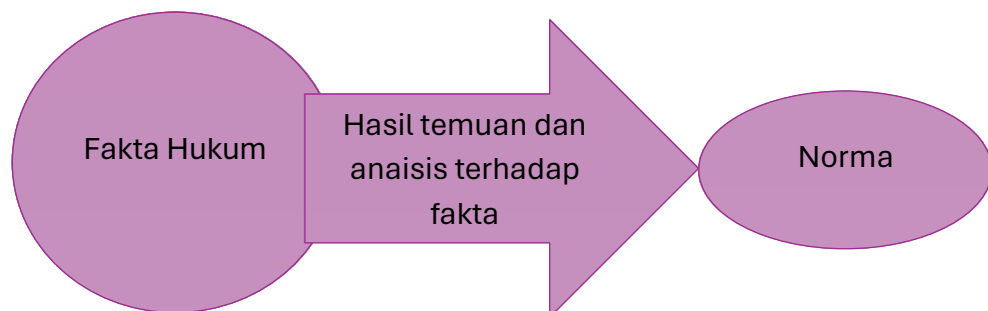 Fakta Hukum
Hasil temuan dan
anaisis terhadap
fakta
Norma